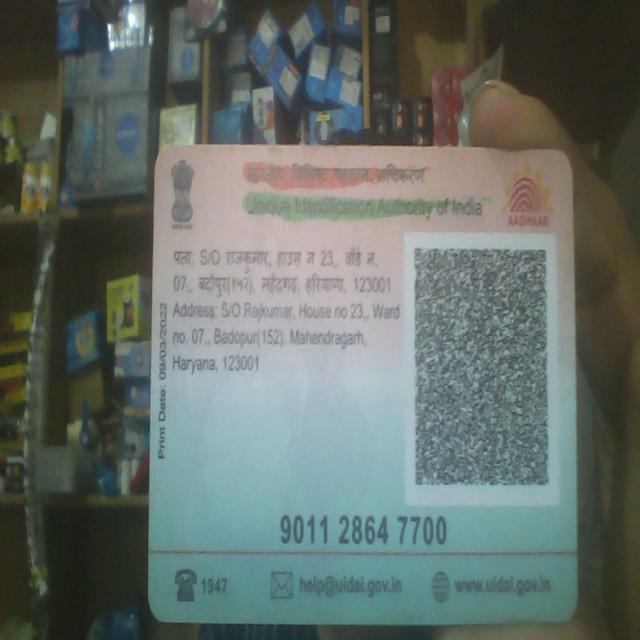 भारतीय विशिष्ट पहचान प्राधिकरण
Unique Identification Authority of India
AADHAAR
पता: S/O राजकुमार, हाउस न 23,, वॉर्ड न.
07,, बदोपुर(१५२), महेंदरगढ़, हरियाणा, 123001
Address: S/O Rajkumar, House no 23,, Ward
no. 07,, Badopur(152), Mahendragarh,
Haryana, 123001
Print Date: 09/03/2022
9011 2864 7700
1947
help@uidai.gov.in
www.uidai.gov.in